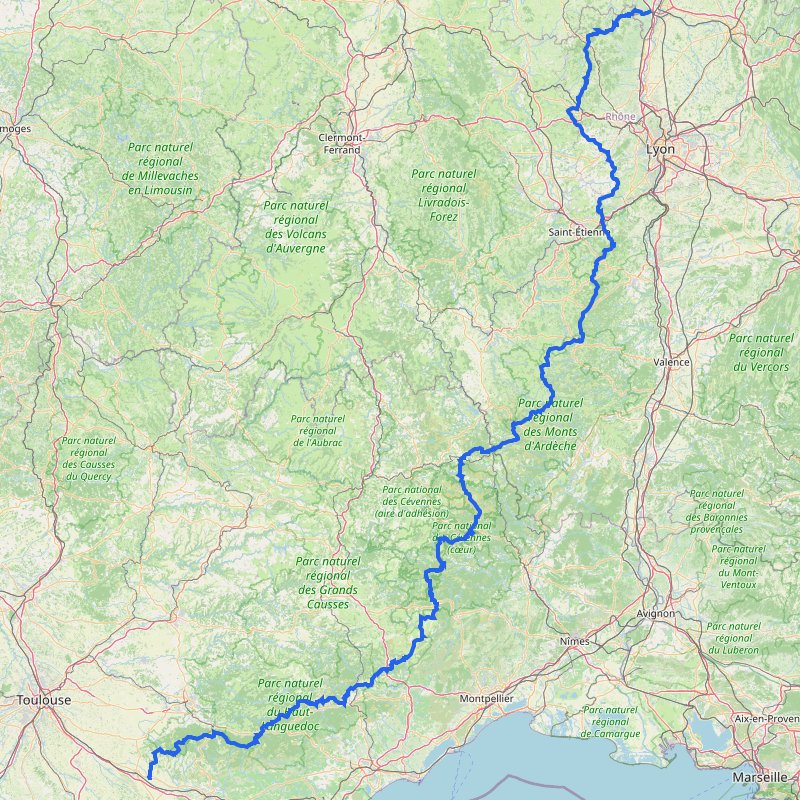 Rhône
moges
Clermont-
Ferrand
Lyon
Parc naturel
régional
de Millevaches
en Limousin
Parc naturel
régional
Livradois-
Forez
Parc naturel
régional
des Volcans
d'Auvergne
Saint-Étienne
Parc naturel
régional
du Vercors
Valence
Parc naturel
régional
des Monts
d'Ardèche
Parc naturel
régional
de l'Aubrac
Parc naturel
régional
des Causses
du Quercy
Parc national
des Cévennes
(aire d'adhésion)
Parc naturel
régional
des Baronnies
provençales
Parc national
des Cévennes
(cœur)
Parc naturel
régional
du Mont-
Ventoux
Parc naturel
régional
des Grands
Causses
Avignon
Parc naturel
régional
du Luberon
Nîmes
Parc naturel
régional
du Haut-
Languedoc
Toulouse
Montpellier
Parc naturel
régional
de Camargue
Aix-en-Provence
Marseille